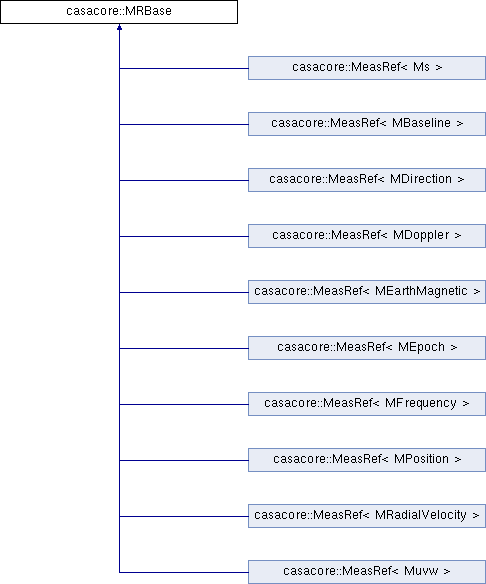 casacore::MRBase
casacore::MeasRef< Ms >
casacore::MeasRef< MBaseline >
casacore::MeasRef< MDirection >
casacore::MeasRef< MDoppler >
casacore::MeasRef< MEarthMagnetic >
casacore::MeasRef< MEpoch >
casacore::MeasRef< MFrequency >
casacore::MeasRef< MPosition >
casacore::MeasRef< MRadialVelocity >
casacore::MeasRef< Muvw >